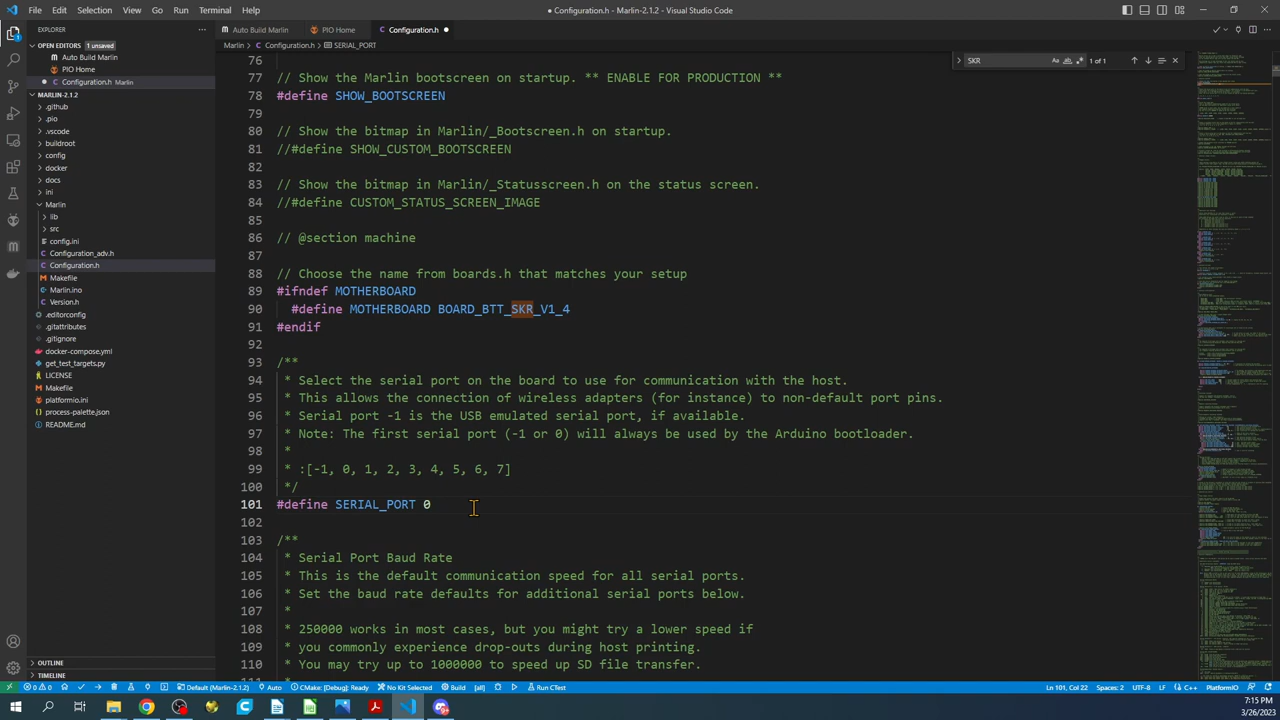 File Edit Selection View Go Run Terminal Help
● Configuration.h - Marlin-2.1.2 - Visual Studio Code
EXPLORER
OPEN EDITORS 1 unsaved
Auto Build Marlin
PIO Home
Configuration.h Marlin
MARLIN-2.1.2
.github
.pio
.vscode
buildroot
config
docker
docs
ini
Marlin
lib
src
config.ini
Configuration_adv.h
Configuration.h
Makefile
Marlin.ino
Version.h
.editorconfig
.gitattributes
.gitignore
docker-compose.yml
get_test_targets.py
LICENSE
Makefile
platformio.ini
process-palette.json
README.md
OUTLINE
TIMELINE
Auto Build Marlin
PIO Home
Configuration.h
Marlin > Configuration.h > SERIAL_PORT
SKR
Aa
1 of 1
76
77 // Show the Marlin bootscreen on startup. ** ENABLE FOR PRODUCTION **
78 #define SHOW_BOOTSCREEN
79
80 // Show the bitmap in Marlin/_Bootscreen.h on startup.
81 //#define SHOW_CUSTOM_BOOTSCREEN
82
83 // Show the bitmap in Marlin/_Statusscreen.h on the status screen.
84 //#define CUSTOM_STATUS_SCREEN_IMAGE
85
86 // @section machine
87
88 // Choose the name from boards.h that matches your setup
89 #ifndef MOTHERBOARD
90 #define MOTHERBOARD BOARD_BTT_SKR_V1_4
91 #endif
92
93 /**
94 * Select the serial port on the board to use for communication with the host.
95 * This allows the connection of wireless adapters (for instance) to non-default port pins.
96 * Serial port -1 is the USB emulated serial port, if available.
97 * Note: The first serial port (-1 or 0) will always be used by the Arduino bootloader.
98 *
99 * :[-1, 0, 1, 2, 3, 4, 5, 6, 7]
100 */
101 #define SERIAL_PORT 0
102
103 /**
104 * Serial Port Baud Rate
105 * This is the default communication speed for all serial ports.
106 * Set the baud rate defaults for additional serial ports below.
107 *
108 * 250000 works in most cases, but you might try a lower speed if
109 * you commonly experience drop-outs during host printing.
110 * You may try up to 1000000 to speed up SD file transfer.
111 *
0 0 Default (Marlin-2.1.2) Auto CMake: [Debug]: Ready No Kit Selected Build [all] Run CTest
Ln 101, Col 22 Spaces: 2 UTF-8 LF C++ PlatformIO
7:15 PM
3/26/2023